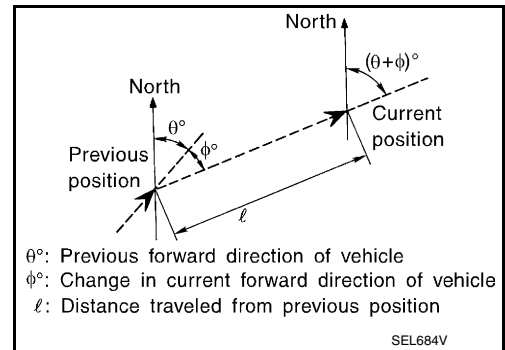 North
(θ+ϕ)°
North
θ°
ϕ°
Current
position
Previous
position
ℓ
θ°: Previous forward direction of vehicle
ϕ°: Change in current forward direction of vehicle
ℓ: Distance traveled from previous position
SEL684V